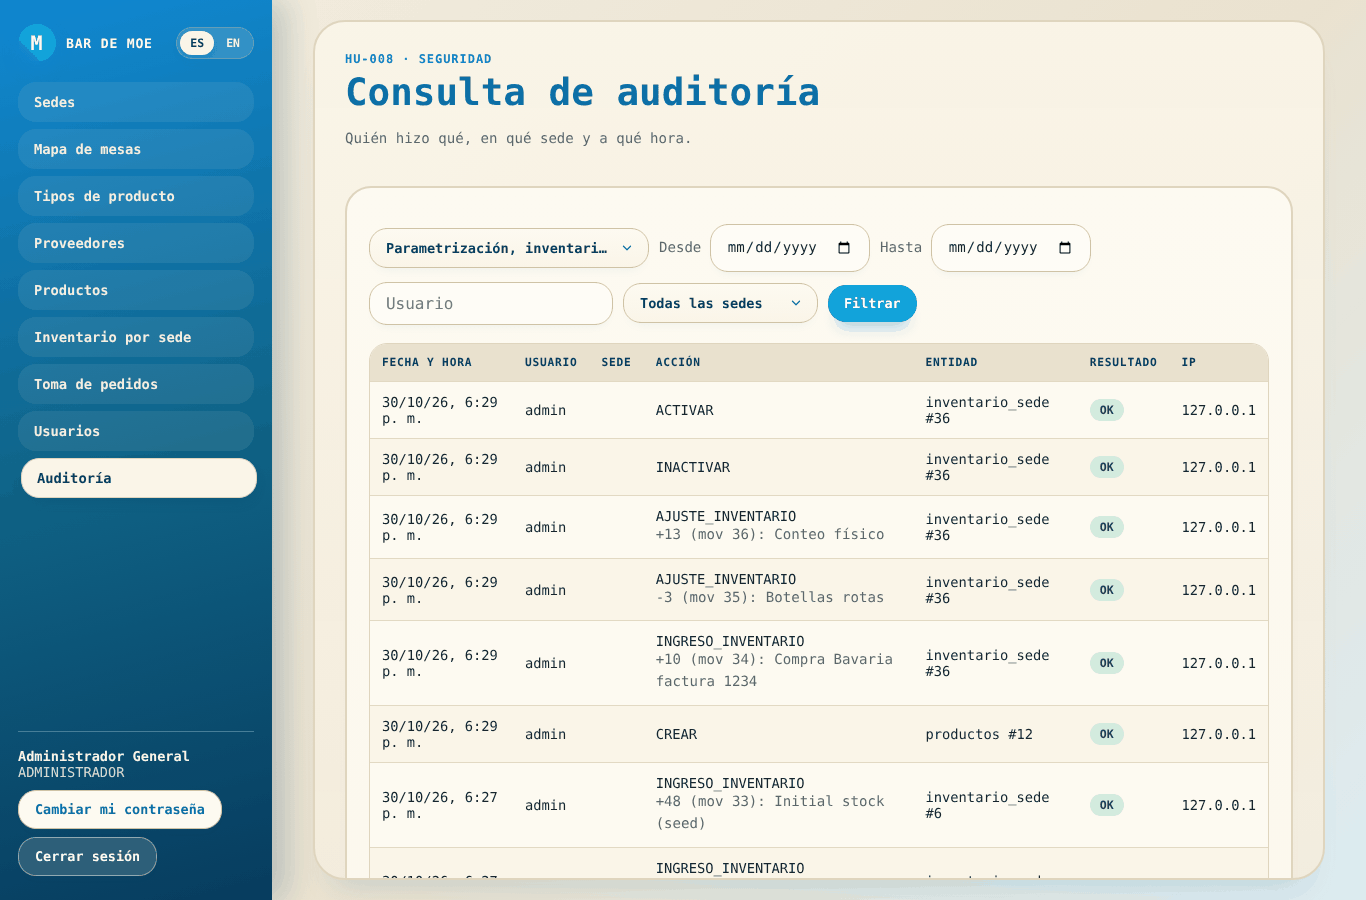 M BAR DE MOE ES EN
Sedes
Mapa de mesas
Tipos de producto
Proveedores
Productos
Inventario por sede
Toma de pedidos
Usuarios
Auditoría
Administrador General
ADMINISTRADOR
Cambiar mi contraseña
Cerrar sesión
HU-008 · SEGURIDAD
Consulta de auditoría
Quién hizo qué, en qué sede y a qué hora.
Parametrización, inventari… Desde mm/dd/yyyy Hasta mm/dd/yyyy
Usuario Todas las sedes Filtrar
FECHA Y HORA USUARIO SEDE ACCIÓN ENTIDAD RESULTADO IP
30/10/26, 6:29 p. m. admin ACTIVAR inventario_sede #36 OK 127.0.0.1
30/10/26, 6:29 p. m. admin INACTIVAR inventario_sede #36 OK 127.0.0.1
30/10/26, 6:29 p. m. admin AJUSTE_INVENTARIO +13 (mov 36): Conteo físico inventario_sede #36 OK 127.0.0.1
30/10/26, 6:29 p. m. admin AJUSTE_INVENTARIO -3 (mov 35): Botellas rotas inventario_sede #36 OK 127.0.0.1
30/10/26, 6:29 p. m. admin INGRESO_INVENTARIO +10 (mov 34): Compra Bavaria factura 1234 inventario_sede #36 OK 127.0.0.1
30/10/26, 6:29 p. m. admin CREAR productos #12 OK 127.0.0.1
30/10/26, 6:27 p. m. admin INGRESO_INVENTARIO +48 (mov 33): Initial stock (seed) inventario_sede #6 OK 127.0.0.1
INGRESO_INVENTARIO